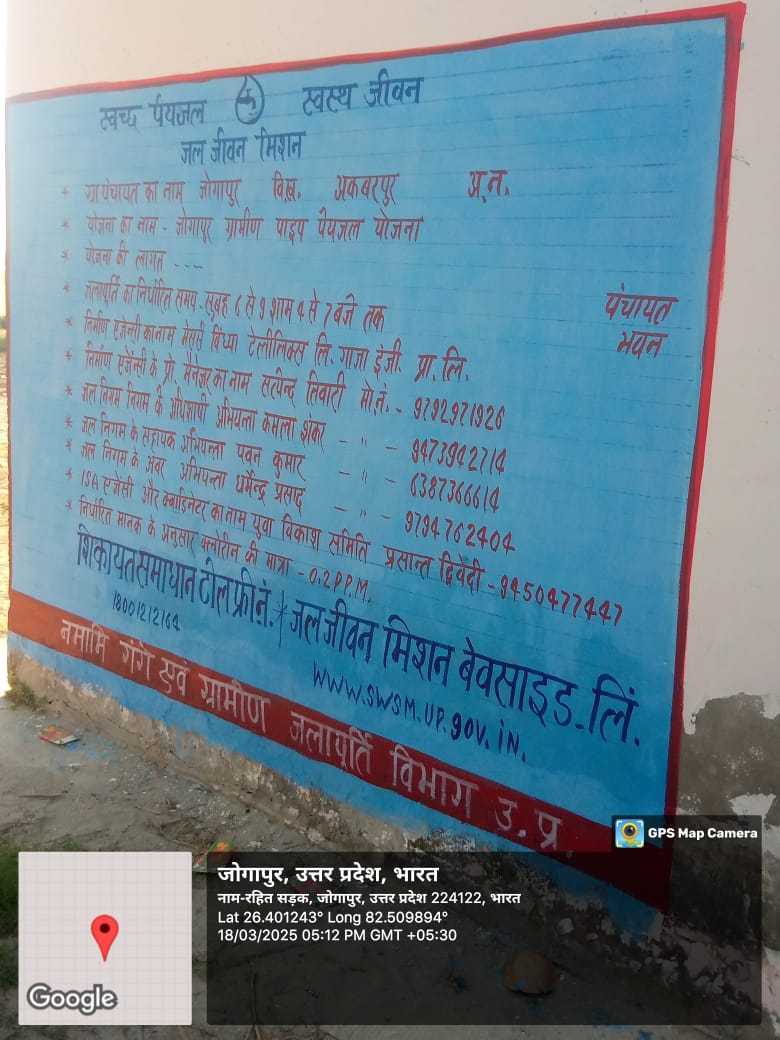 स्वच्छ पेयजल स्वस्थ जीवन
जल जीवन मिशन
* ग्रा पंचायत का नाम जोगापुर वि.ख. अकबरपुर अ.न.
* योजना का नाम - जोगापुर ग्रामीण पाइप पेयजल योजना
* योजना की लागत - - - -
* जलापूर्ति का निर्धारित समय - सुबह 6 से 9 शाम 4 से 7 बजे तक
पंचायत
भवन
* निर्माण एजेन्सी का नाम मेसर्स विंध्या टेलीलिंक्स लि. गाजा इंजी. प्रा. लि.
* निर्माण एजेंन्सी के प्रो. मैनेजर का नाम सत्येन्द्र तिवारी मो.नं. - 9792971926
* जल निगम निगम के अधिशाषी अभियन्ता कमला शंकर - " - 9473942714
* जल निगम के सहायक अभियन्ता पवन कुमार - " - 6387366614
* जल निगम के अवर अभियन्ता धर्मेन्द्र प्रसाद - " - 9794762404
* ISA एजेंसी और क्वाडिनेटर का नाम युवा विकाश समिति प्रसान्त द्विवेदी - 9450477447
* निर्धारित मानक के अनुसार क्लोरीन की मात्रा - 0.2 P.P.M.
शिकायत समाधान टोल फ्री नं. * जल जीवन मिशन बेवसाइड - लिं.
18001212164
WWW.SWSM.UP.gov.iN.
नमामि गंगे एवं ग्रामीण जलापूर्ति विभाग उ. प्र.
GPS Map Camera
जोगापुर, उत्तर प्रदेश, भारत
नाम-रहित सड़क, जोगापुर, उत्तर प्रदेश 224122, भारत
Lat 26.401243° Long 82.509894°
18/03/2025 05:12 PM GMT +05:30
Google